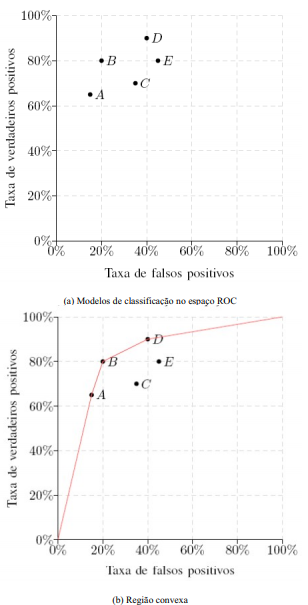 100%
80%
60%
40%
20%
0%
D
B
E
C
A
0% 20% 40% 60% 80% 100%
Taxa de verdadeiros positivos
Taxa de falsos positivos
(a) Modelos de classificação no espaço ROC
100%
80%
60%
40%
20%
0%
D
B
E
C
A
0% 20% 40% 60% 80% 100%
Taxa de verdadeiros positivos
Taxa de falsos positivos
(b) Região convexa